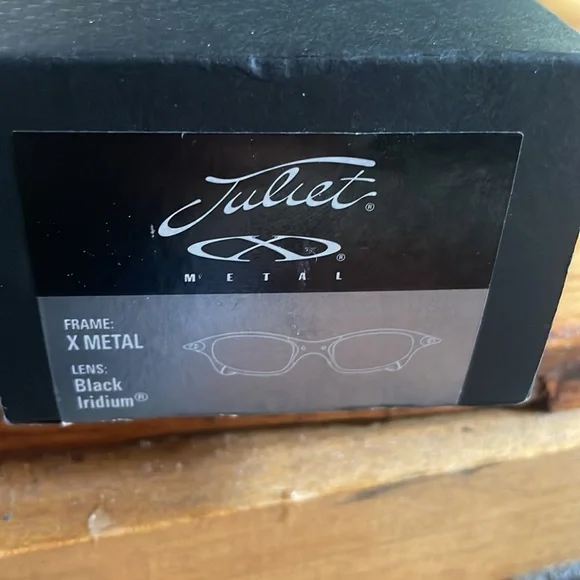 Juliet®
X®
METAL
FRAME:
X METAL
LENS:
Black
Iridium®